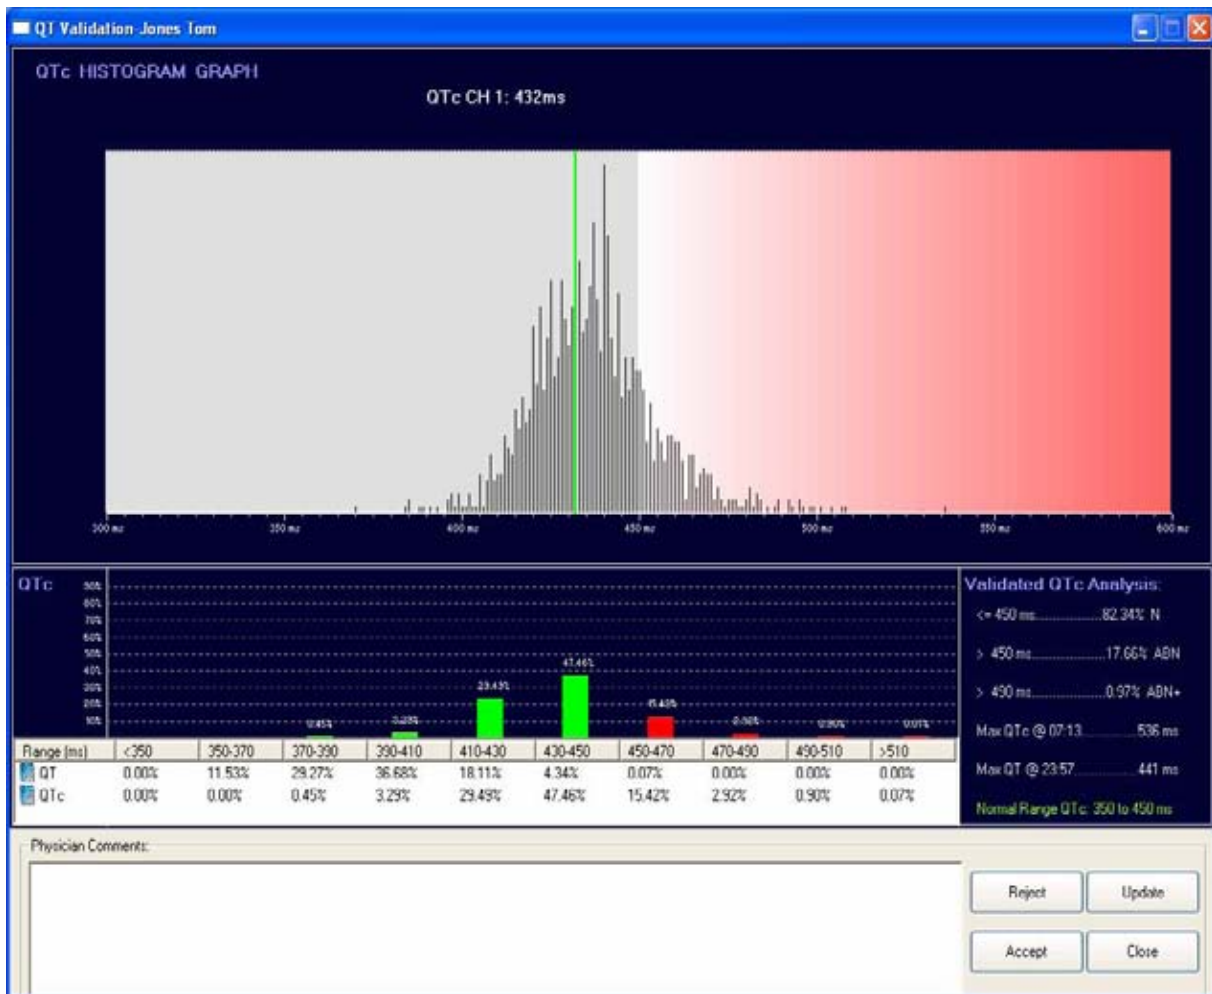 QT Validation-Jones Tom
QTc HISTOGRAM GRAPH
QTc CH 1: 432ms
300 ms 350 ms 400 ms 450 ms 500 ms 550 ms 600 ms
QTc
90%
80%
70%
60%
50%
40%
30%
20%
10%
0.45% 3.29% 29.49% 47.46% 15.42% 2.92% 0.90% 0.07%
Range (ms) <350 350-370 370-390 390-410 410-430 430-450 450-470 470-490 490-510 >510
QT 0.00% 11.53% 29.27% 36.68% 18.11% 4.34% 0.07% 0.00% 0.00% 0.00%
QTc 0.00% 0.00% 0.45% 3.29% 29.49% 47.46% 15.42% 2.92% 0.90% 0.07%
Validated QTc Analysis:
<= 450 ms....................82.34% N
> 450 ms......................17.66% ABN
> 490 ms......................0.97% ABN+
Max QTc @ 07:13................536 ms
Max QT @ 23:57..................441 ms
Normal Range QTc: 350 to 450 ms
Physician Comments:
Reject Update
Accept Close